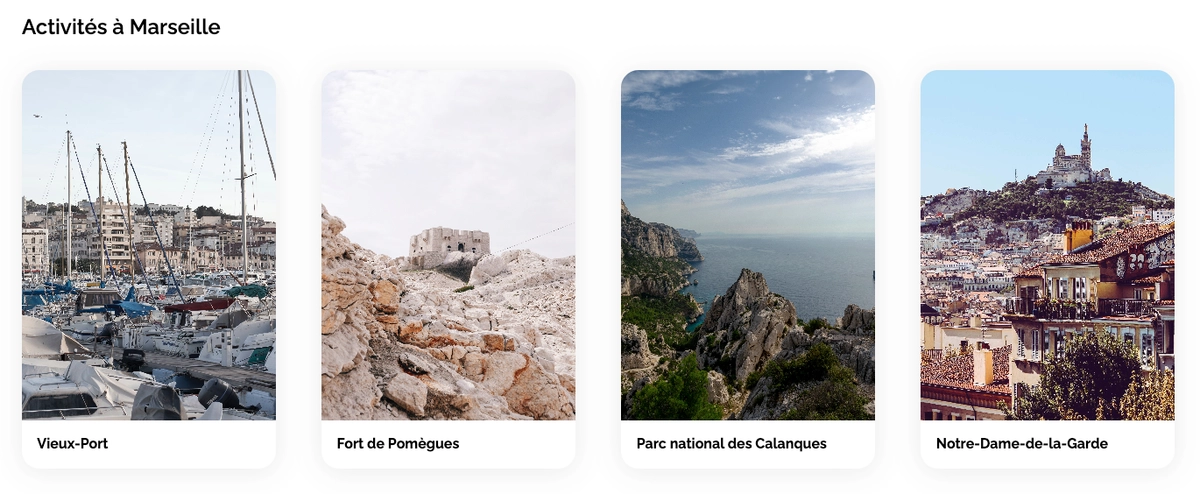 Activités à Marseille
Vieux-Port
Fort de Pomègues
Parc national des Calanques
Notre-Dame-de-la-Garde